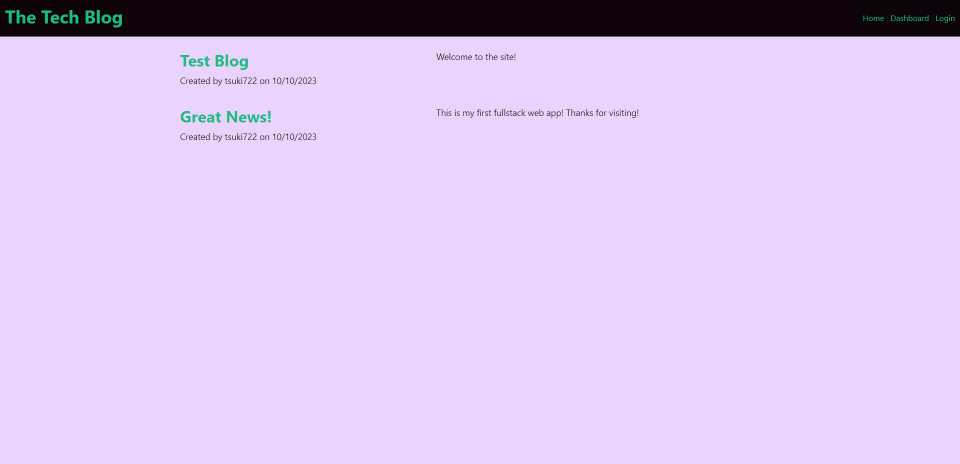 The Tech Blog
Home Dashboard Login
Test Blog
Welcome to the site!
Created by tsuki722 on 10/10/2023
Great News!
This is my first fullstack web app! Thanks for visiting!
Created by tsuki722 on 10/10/2023